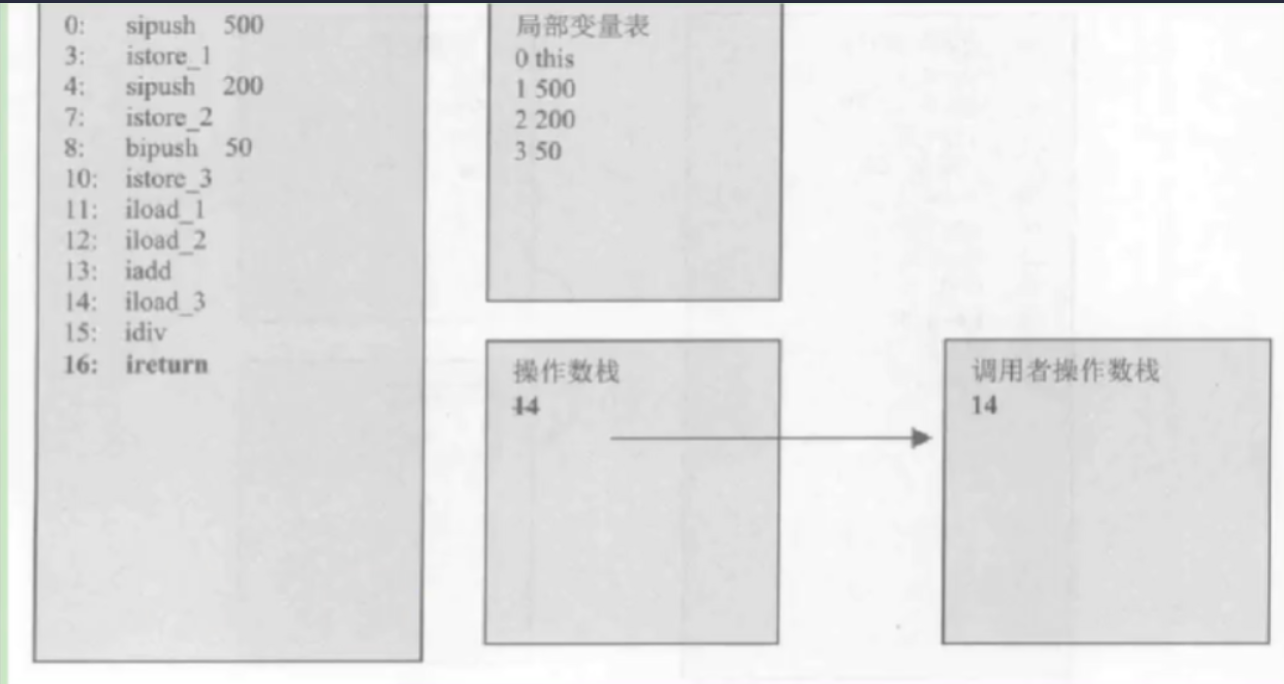 0: sipush 500
3: istore_1
4: sipush 200
7: istore_2
8: bipush 50
10: istore_3
11: iload_1
12: iload_2
13: iadd
14: iload_3
15: idiv
16: ireturn
局部变量表
0 this
1 500
2 200
3 50
操作数栈
14
调用者操作数栈
14